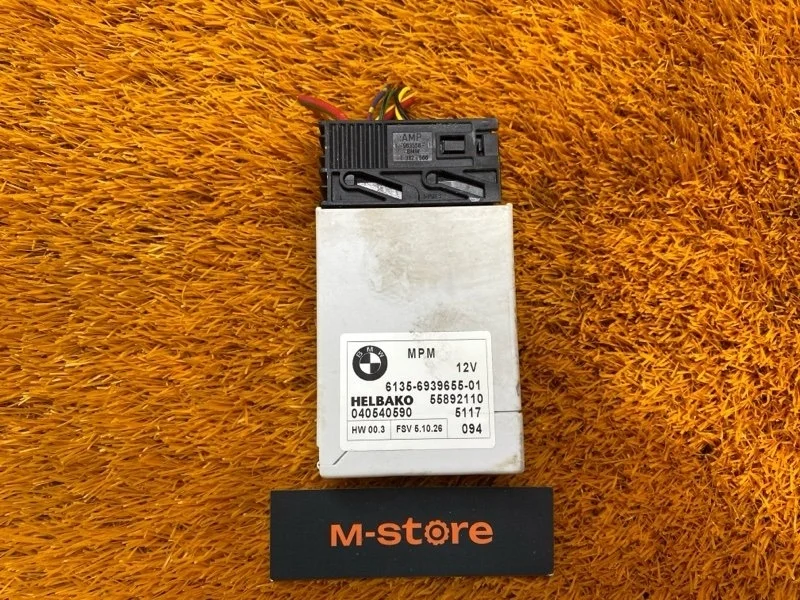 AMP
BMW
BMW
MPM
12V
6135-6939655-01
HELBAKO 55892110
040540590 5117
HW 00.3 FSV 5.10.26 094
M-store